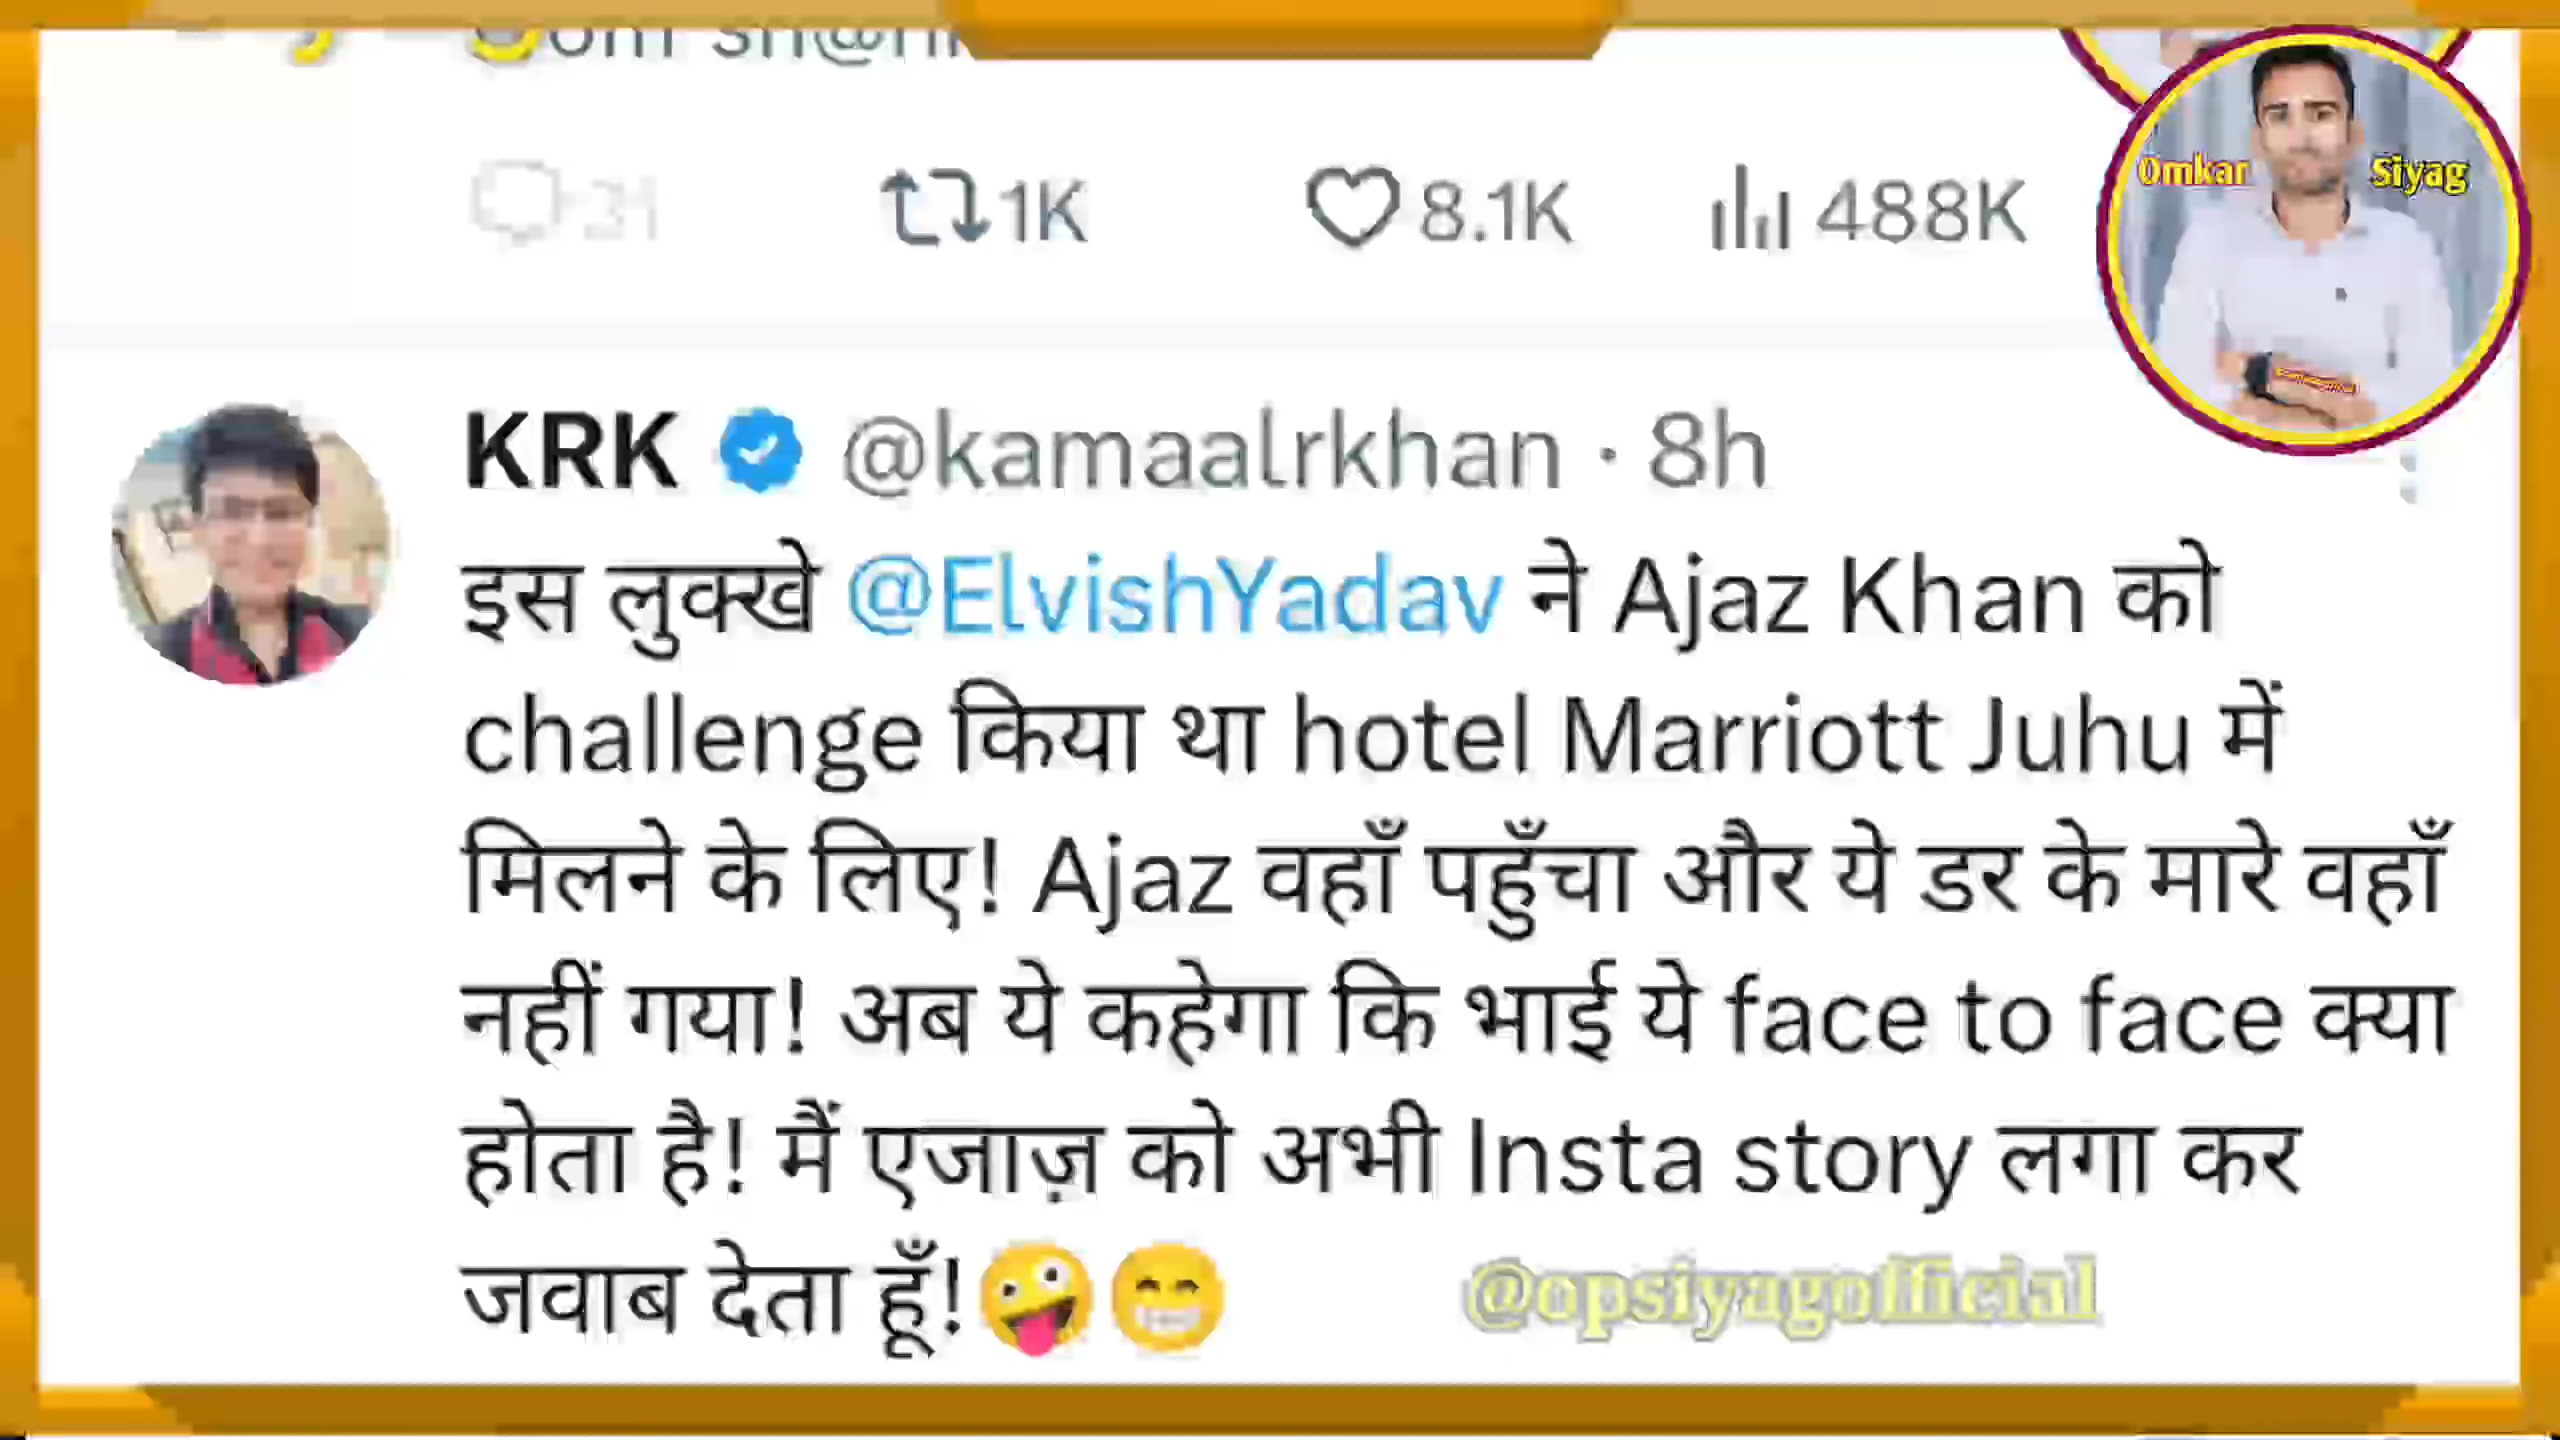 1K 8.1K 488K
Omkar Siyag
KRK @kamaalrkhan · 8h
इस लुक्खे @ElvishYadav ने Ajaz Khan को
challenge किया था hotel Marriott Juhu में
मिलने के लिए! Ajaz वहाँ पहुँचा और ये डर के मारे वहाँ
नहीं गया! अब ये कहेगा कि भाई ये face to face क्या
होता है! मैं एजाज़ को अभी Insta story लगा कर
जवाब देता हूँ!🤪😁
@opsiyagofficial